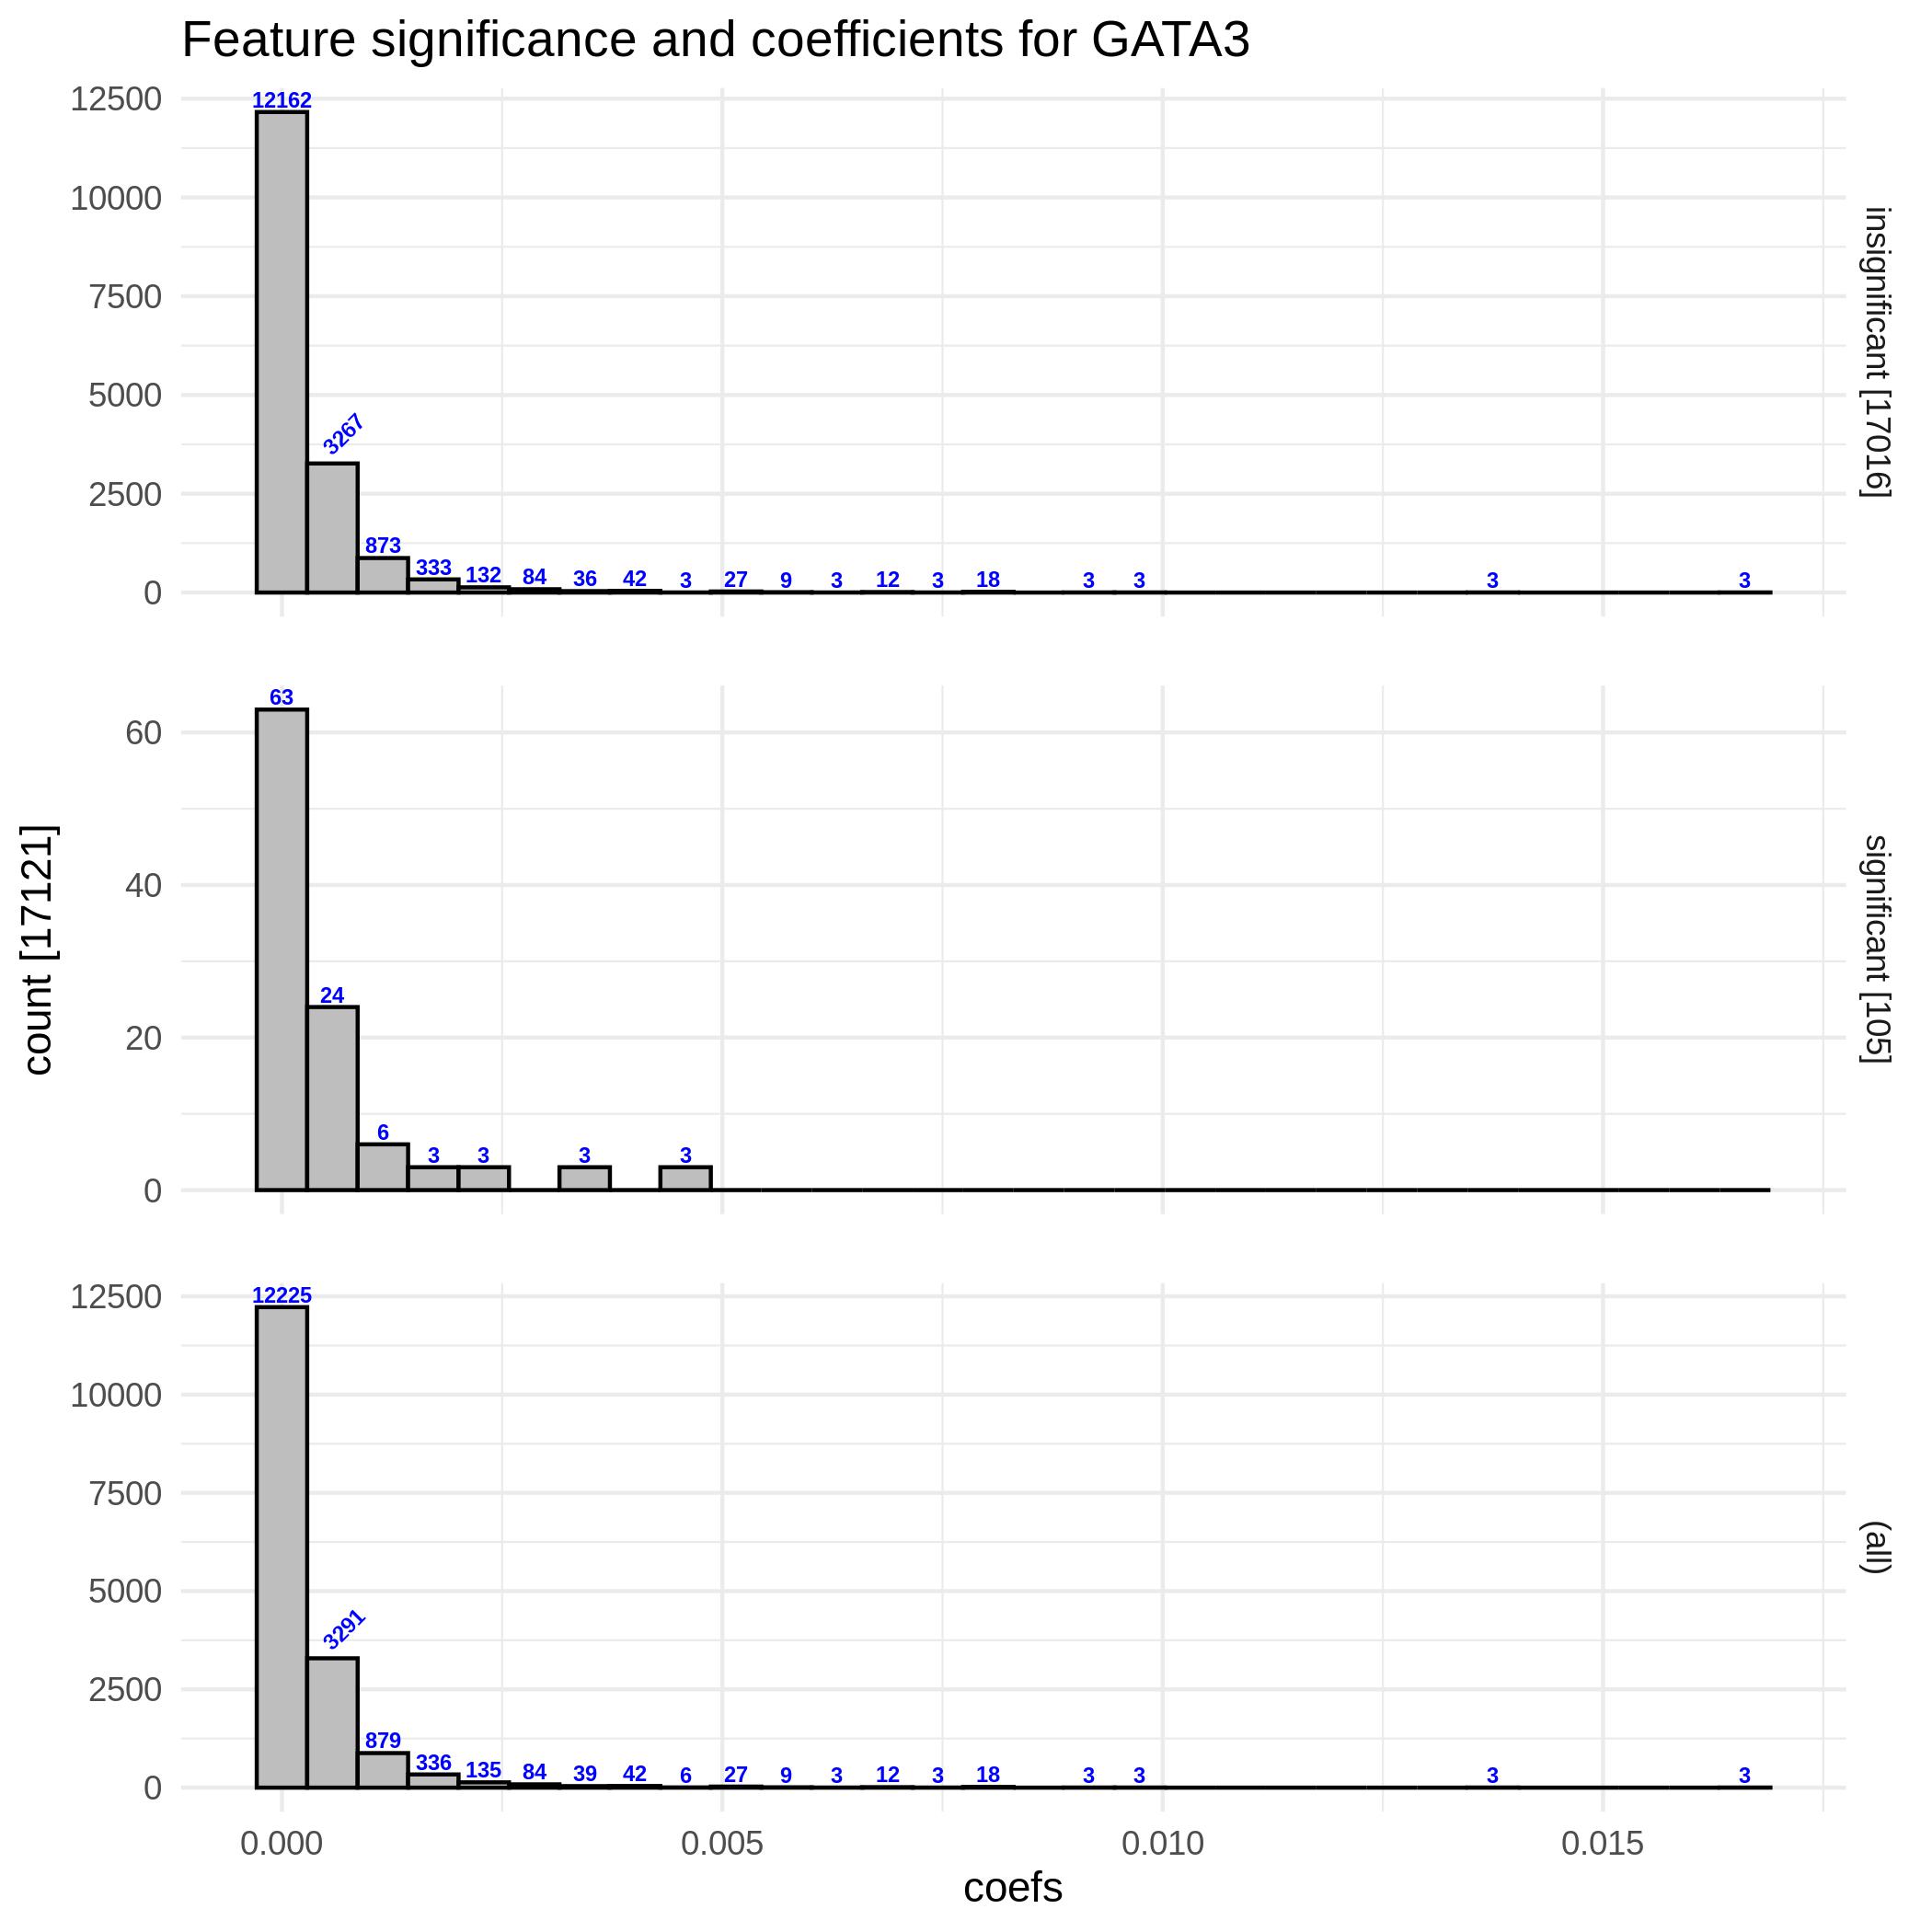 Feature significance and coefficients for GATA3
12500
10000
7500
5000
2500
0
12162
3267
873 333 132 84 36 42 3 27 9 3 12 3 18 3 3 3 3
insignificant [17016]
count [17121]
60
40
20
0
63
24
6 3 3 3 3
significant [105]
12500
10000
7500
5000
2500
0
12225
3291
879 336 135 84 39 42 6 27 9 3 12 3 18 3 3 3 3
(all)
0.000 0.005 0.010 0.015
coefs